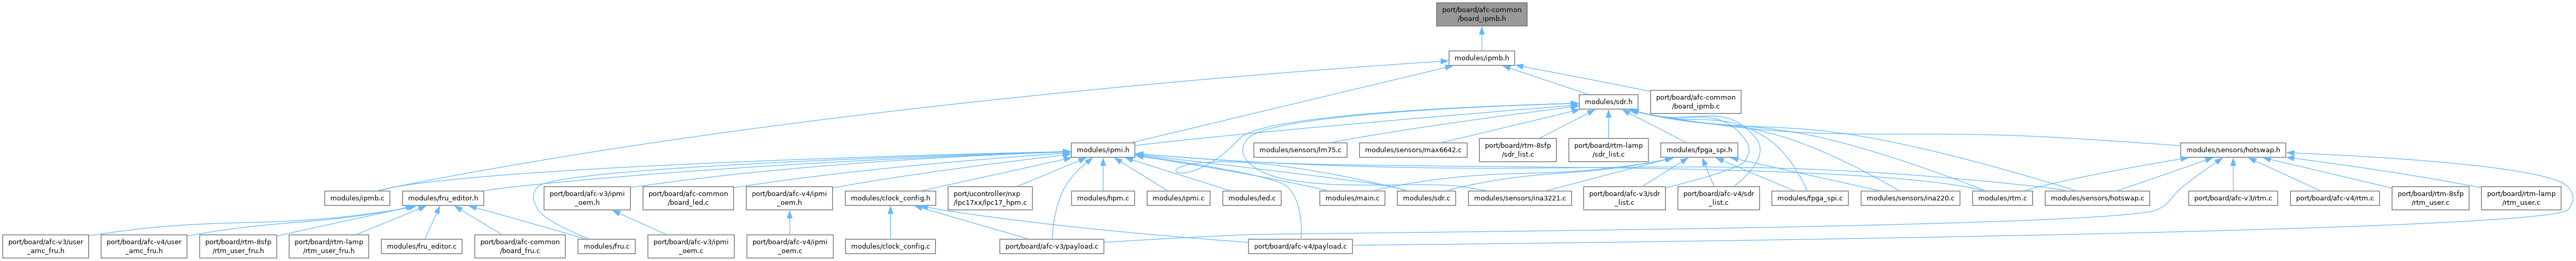 port/board/afc-common
/board_ipmb.h
modules/ipmb.h
modules/sdr.h
port/board/afc-common
/board_ipmb.c
modules/ipmi.h
modules/sensors/lm75.c
modules/sensors/max6642.c
port/board/rtm-8sfp
/sdr_list.c
port/board/rtm-lamp
/sdr_list.c
modules/fpga_spi.h
modules/sensors/hotswap.h
modules/ipmb.c
modules/fru_editor.h
port/board/afc-v3/ipmi
_oem.h
port/board/afc-common
/board_led.c
port/board/afc-v4/ipmi
_oem.h
modules/clock_config.h
port/ucontroller/nxp
/lpc17xx/lpc17_hpm.c
modules/hpm.c
modules/ipmi.c
modules/led.c
modules/main.c
modules/sdr.c
modules/sensors/ina3221.c
port/board/afc-v3/sdr
_list.c
port/board/afc-v4/sdr
_list.c
modules/fpga_spi.c
modules/sensors/ina220.c
modules/rtm.c
modules/sensors/hotswap.c
port/board/afc-v3/rtm.c
port/board/afc-v4/rtm.c
port/board/rtm-8sfp
/rtm_user.c
port/board/rtm-lamp
/rtm_user.c
port/board/afc-v3/user
_amc_fru.h
port/board/afc-v4/user
_amc_fru.h
port/board/rtm-8sfp
/rtm_user_fru.h
port/board/rtm-lamp
/rtm_user_fru.h
modules/fru_editor.c
port/board/afc-common
/board_fru.c
modules/fru.c
port/board/afc-v3/ipmi
_oem.c
port/board/afc-v4/ipmi
_oem.c
modules/clock_config.c
port/board/afc-v3/payload.c
port/board/afc-v4/payload.c